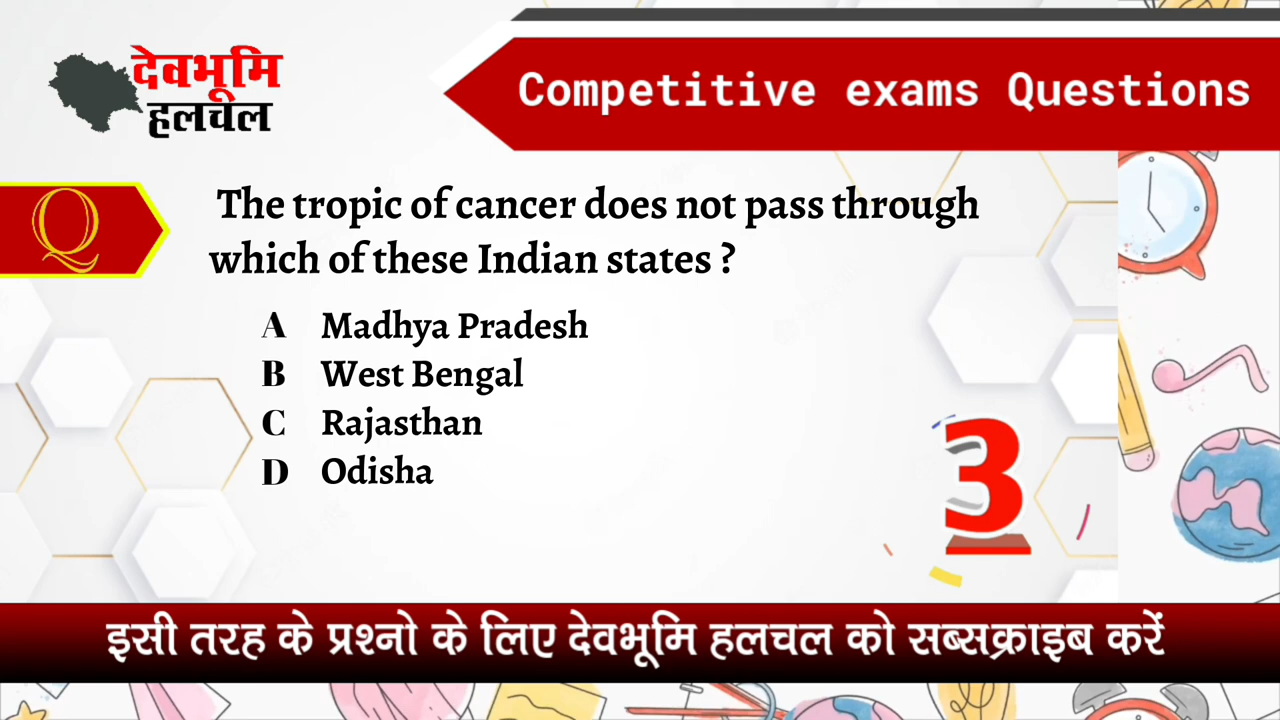 देवभूमि
हलचल
Competitive exams Questions
Q
The tropic of cancer does not pass through
which of these Indian states ?
A Madhya Pradesh
B West Bengal
C Rajasthan
D Odisha
3
इसी तरह के प्रश्नो के लिए देवभूमि हलचल को सब्सक्राइब करें